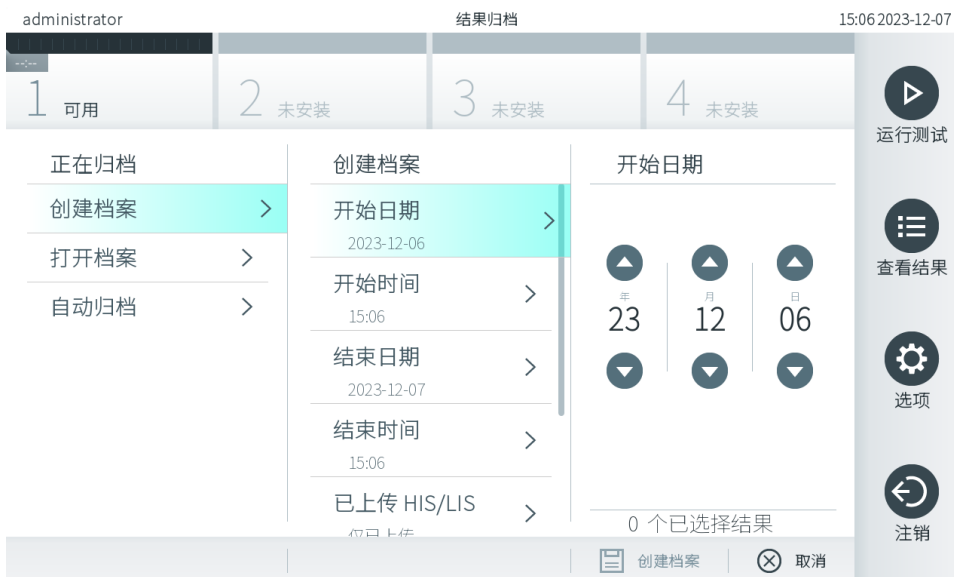 administrator
结果归档
15:06 2023-12-07
--:--
1 可用
2 未安装
3 未安装
4 未安装
运行测试
查看结果
选项
注销
正在归档
创建档案
打开档案
自动归档
创建档案
开始日期
2023-12-06
开始时间
15:06
结束日期
2023-12-07
结束时间
15:06
已上传 HIS/LIS
仅已上传
开始日期
年 月 日
23 12 06
0 个已选择结果
创建档案
取消